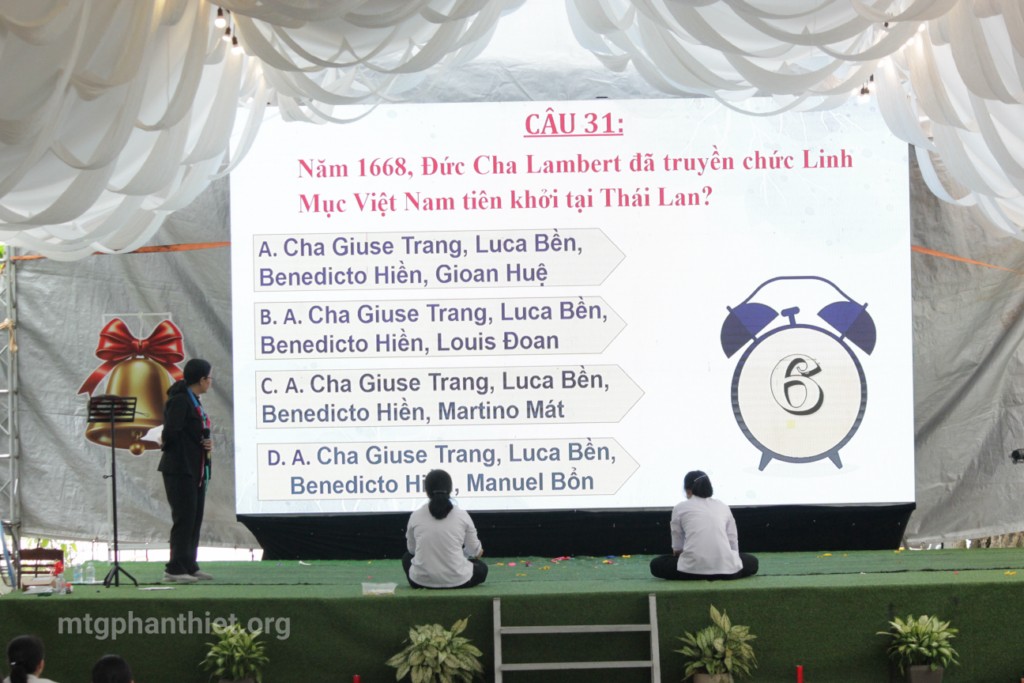 CÂU 31:
Năm 1668, Đức Cha Lambert đã truyền chức Linh
Mục Việt Nam tiên khởi tại Thái Lan?
A. Cha Giuse Trang, Luca Bền,
Benedicto Hiền, Gioan Huệ
B. A. Cha Giuse Trang, Luca Bền,
Benedicto Hiền, Louis Đoan
C. A. Cha Giuse Trang, Luca Bền,
Benedicto Hiền, Martino Mát
D. A. Cha Giuse Trang, Luca Bền,
Benedicto Hiền, Manuel Bổn
6
mtgphanthiet.org